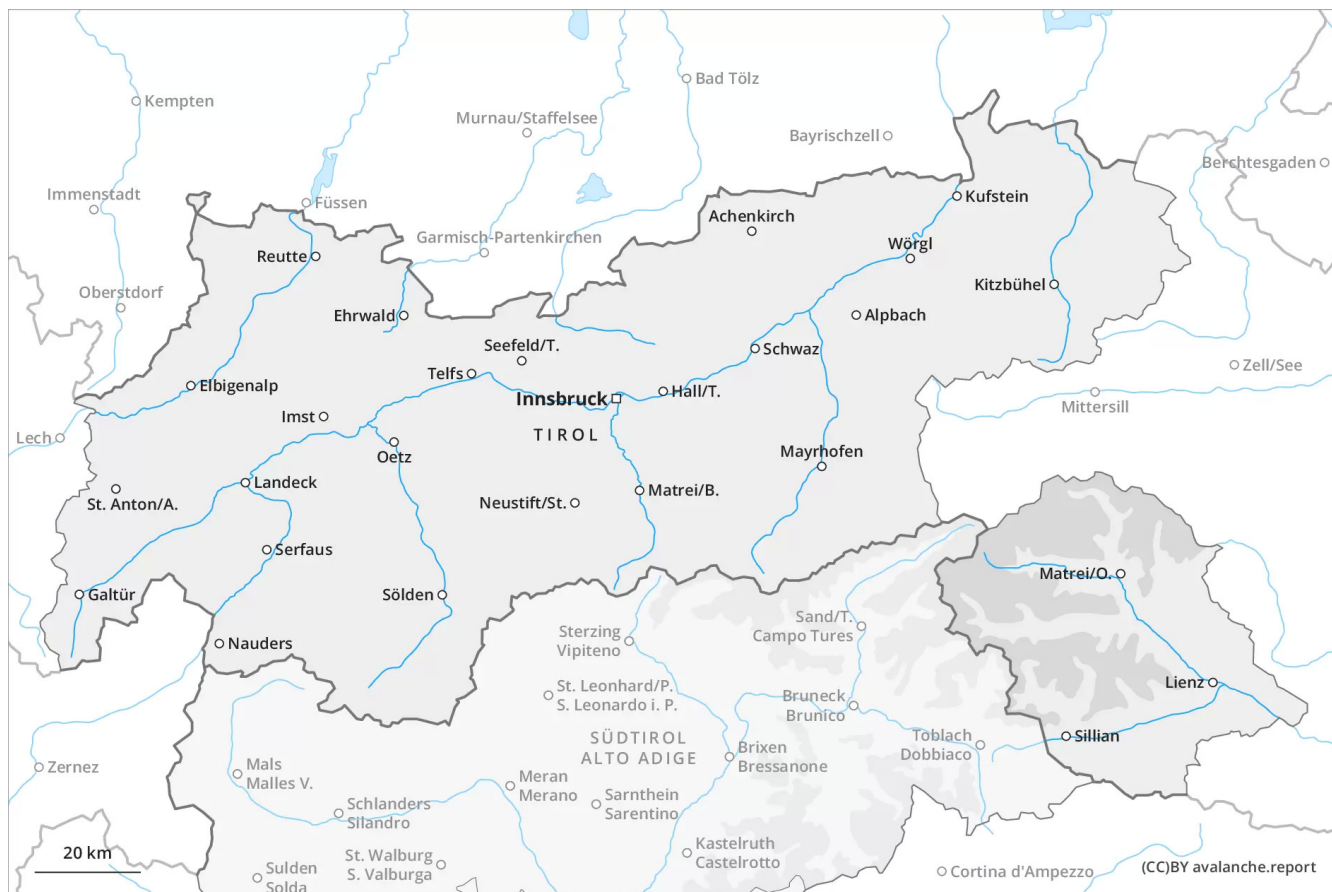 Bad Tölz
Kempten
Murnau/Staffelsee
Bayrischzell
Berchtesgaden
Immenstadt
Füssen
Kufstein
Achenkirch
Garmisch-Partenkirchen
Wörgl
Reutte
Kitzbühel
Oberstdorf
Ehrwald
Alpbach
Seefeld/T.
Schwaz
Zell/See
Telfs
Elbigenalp
Hall/T.
Innsbruck
Mittersill
Imst
TIROL
Lech
Oetz
Mayrhofen
Landeck
Matrei/B.
St. Anton/A.
Neustift/St.
Serfaus
Matrei/O.
Galtür
Sölden
Sand/T.
Campo Tures
Sterzing
Vipiteno
Nauders
Lienz
St. Leonhard/P.
S. Leonardo i. P.
Bruneck
Brunico
SÜDTIROL
ALTO ADIGE
Toblach
Dobbiaco
Sillian
Brixen
Bressanone
Zernez
Mals
Malles V.
Meran
Merano
Sarnthein
Sarentino
Schlanders
Silandro
Kastelruth
Castelrotto
20 km
St. Walburg
S. Valburga
Sulden
Solda
Cortina d'Ampezzo
(CC)BY avalanche.report